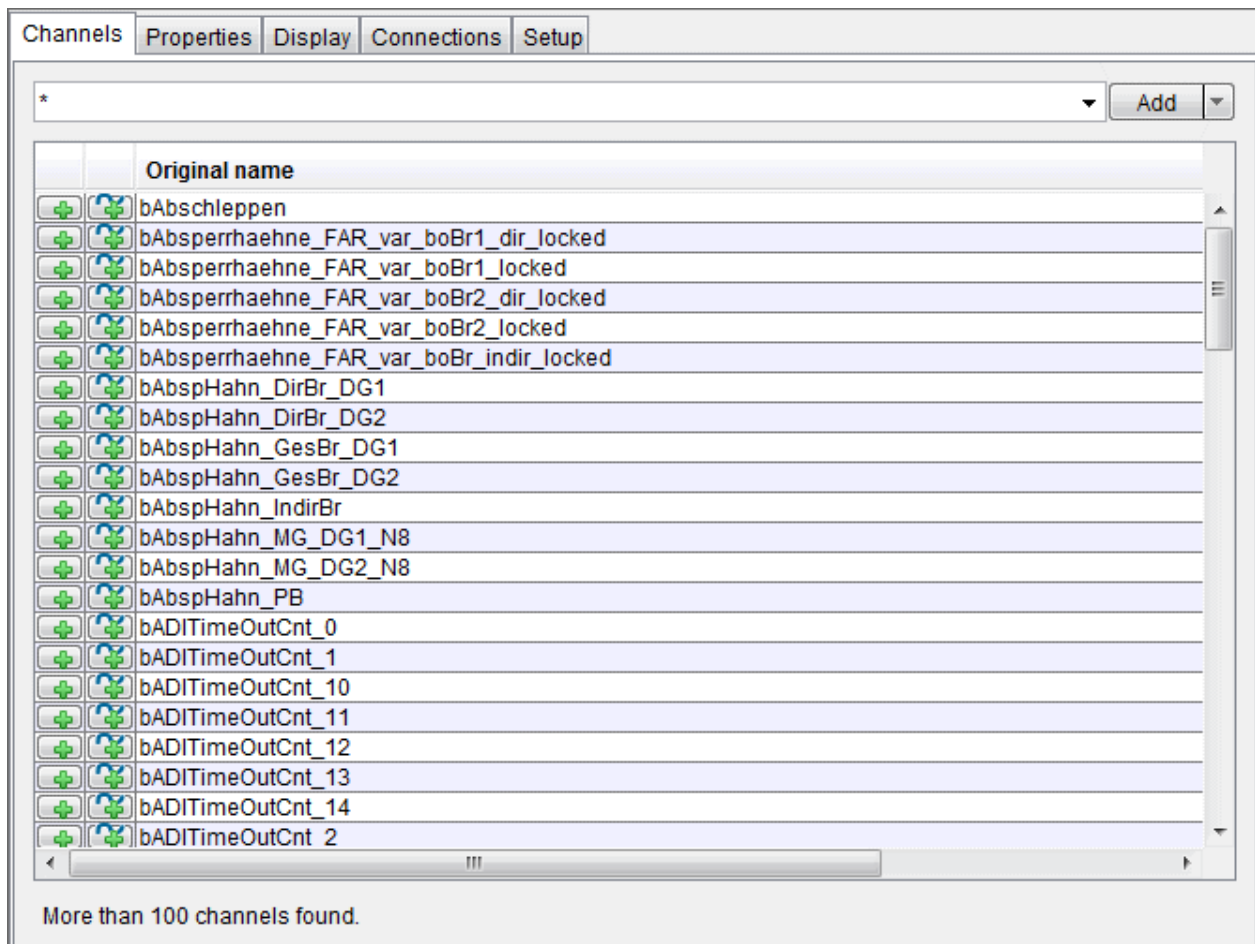 Channels Properties Display Connections Setup
* Add
Original name
bAbschleppen
bAbsperrhaehne_FAR_var_boBr1_dir_locked
bAbsperrhaehne_FAR_var_boBr1_locked
bAbsperrhaehne_FAR_var_boBr2_dir_locked
bAbsperrhaehne_FAR_var_boBr2_locked
bAbsperrhaehne_FAR_var_boBr_indir_locked
bAbspHahn_DirBr_DG1
bAbspHahn_DirBr_DG2
bAbspHahn_GesBr_DG1
bAbspHahn_GesBr_DG2
bAbspHahn_IndirBr
bAbspHahn_MG_DG1_N8
bAbspHahn_MG_DG2_N8
bAbspHahn_PB
bADITimeOutCnt_0
bADITimeOutCnt_1
bADITimeOutCnt_10
bADITimeOutCnt_11
bADITimeOutCnt_12
bADITimeOutCnt_13
bADITimeOutCnt_14
bADITimeOutCnt_2
More than 100 channels found.